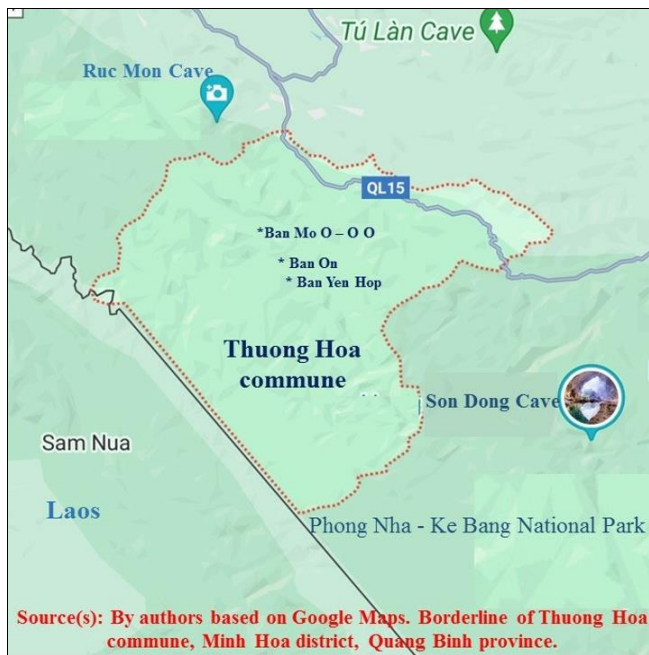 Tú Làn Cave
Ruc Mon Cave
QL15
*Ban Mo O – O O
* Ban On
* Ban Yen Hop
Thuong Hoa
commune
Son Dong Cave
Sam Nua
Laos
Phong Nha - Ke Bang National Park
Source(s): By authors based on Google Maps. Borderline of Thuong Hoa
commune, Minh Hoa district, Quang Binh province.